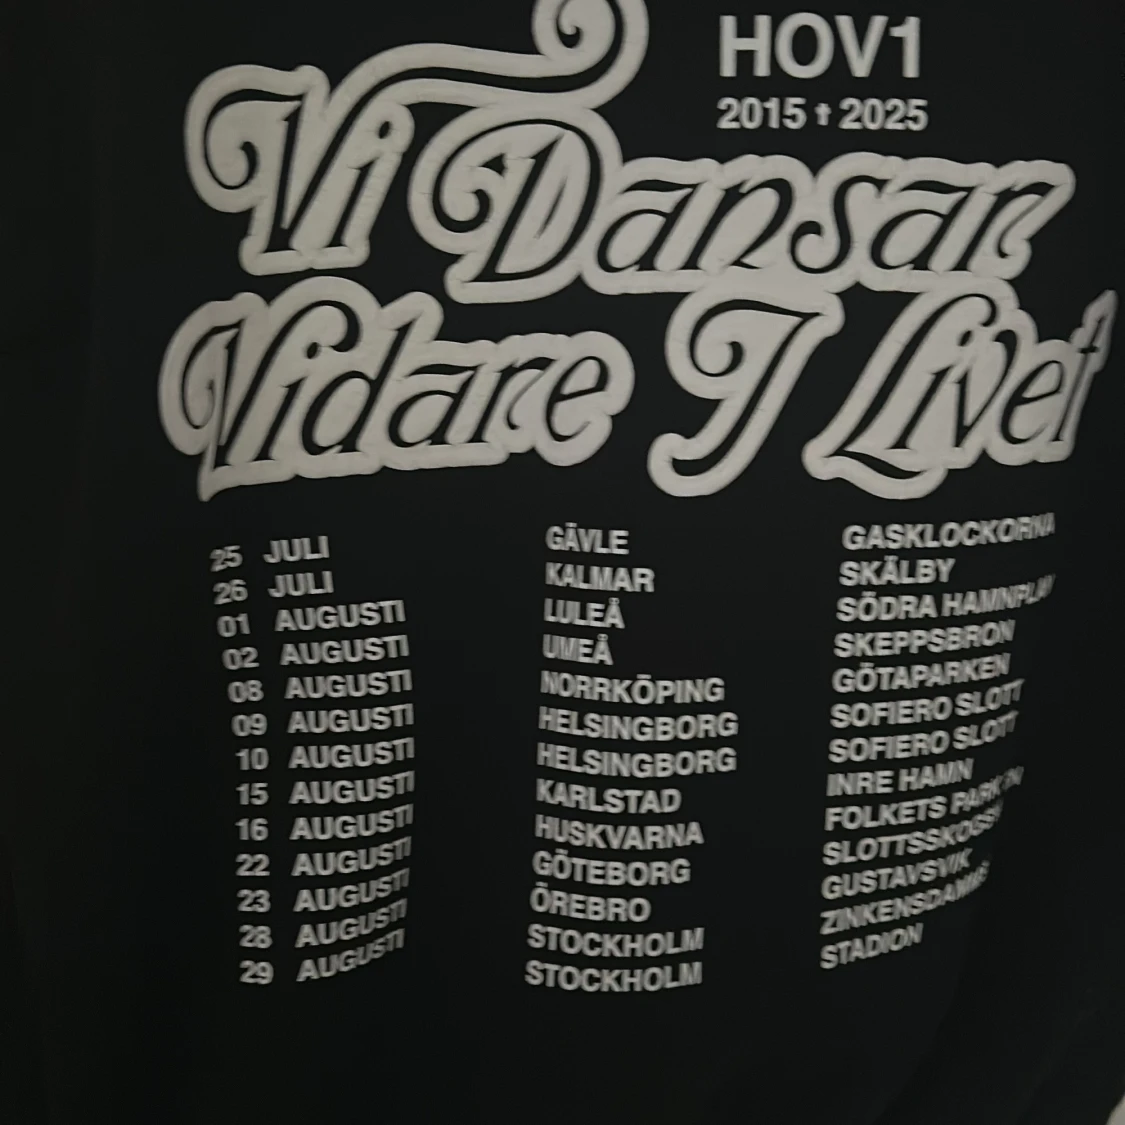 HOV1
2015 † 2025
Vi Dansar
Vidare I Livet
25 JULI GÄVLE GASKLOCKORNA
26 JULI KALMAR SKÄLBY
01 AUGUSTI LULEÅ SÖDRA HAMNPLAN
02 AUGUSTI UMEÅ SKEPPSBRON
08 AUGUSTI NORRKÖPING GÖTAPARKEN
09 AUGUSTI HELSINGBORG SOFIERO SLOTT
10 AUGUSTI HELSINGBORG SOFIERO SLOTT
15 AUGUSTI KARLSTAD INRE HAMN
16 AUGUSTI HUSKVARNA FOLKETS PARK
22 AUGUSTI GÖTEBORG SLOTTSSKOGEN
23 AUGUSTI ÖREBRO GUSTAVSVIK
28 AUGUSTI STOCKHOLM ZINKENSDAMM
29 AUGUSTI STOCKHOLM STADION